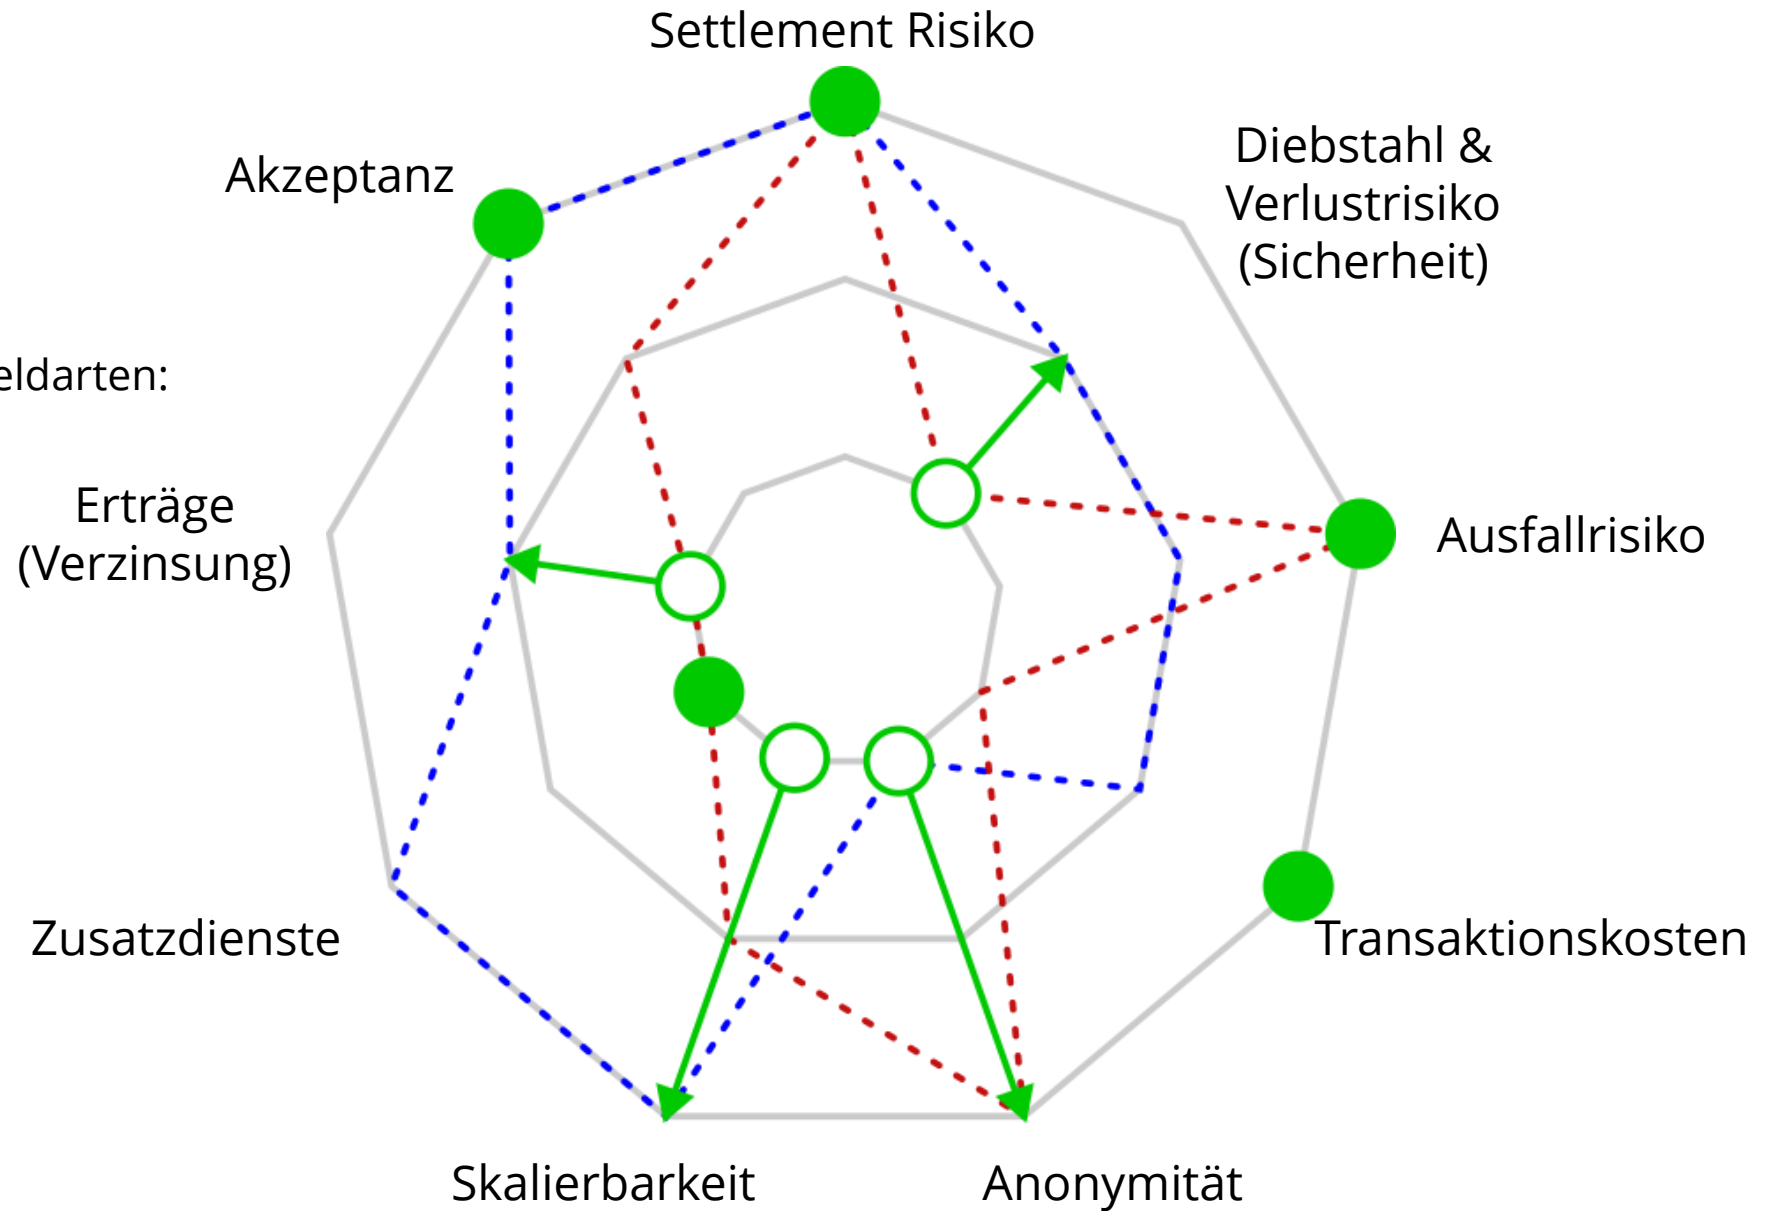 Settlement Risiko
Diebstahl &
Verlustrisiko
(Sicherheit)
Akzeptanz
eldarten:
Erträge
(Verzinsung)
Ausfallrisiko
Zusatzdienste
Transaktionskosten
Skalierbarkeit
Anonymität